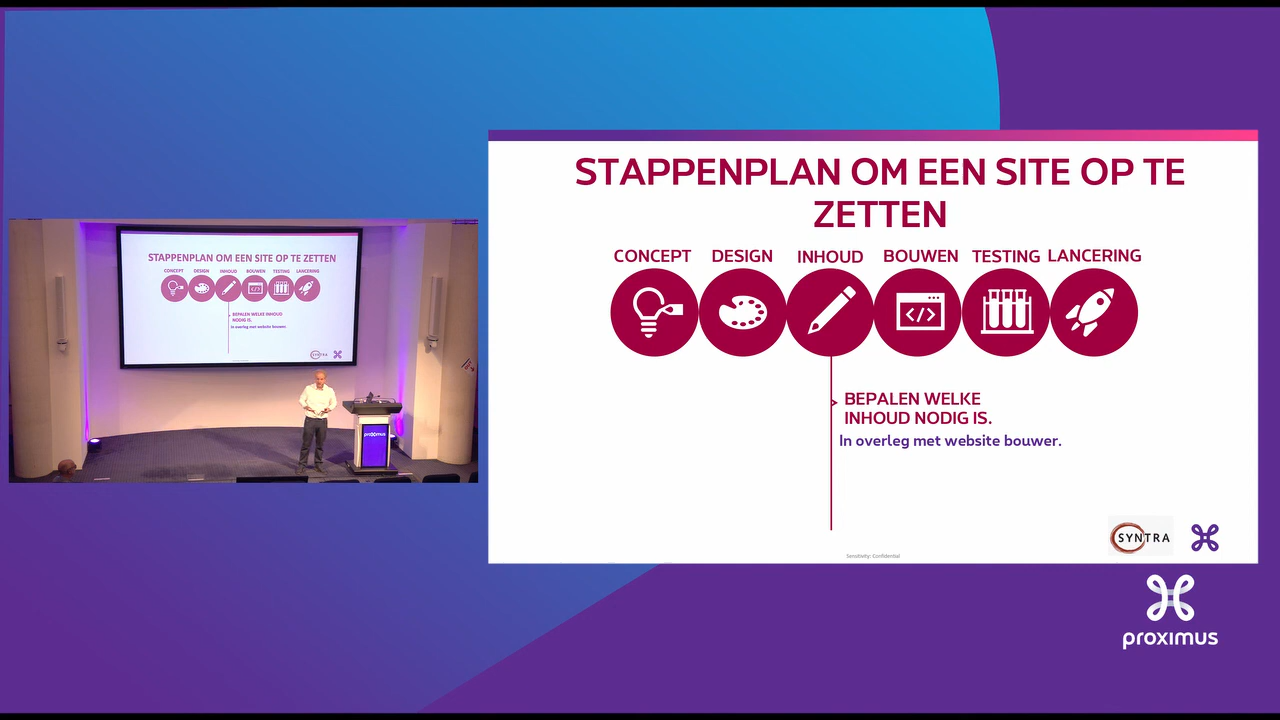 STAPPENPLAN OM EEN SITE OP TE ZETTEN
CONCEPT DESIGN INHOUD BOUWEN TESTING LANCERING
BEPALEN WELKE INHOUD
NODIG IS.
In overleg met website bouwer.
SYNTRA
proximus
STAPPENPLAN OM EEN SITE OP TE
ZETTEN
CONCEPT DESIGN INHOUD BOUWEN TESTING LANCERING
</>
BEPALEN WELKE
INHOUD NODIG IS.
In overleg met website bouwer.
SYNTRA
Sensitivity: Confidential
proximus